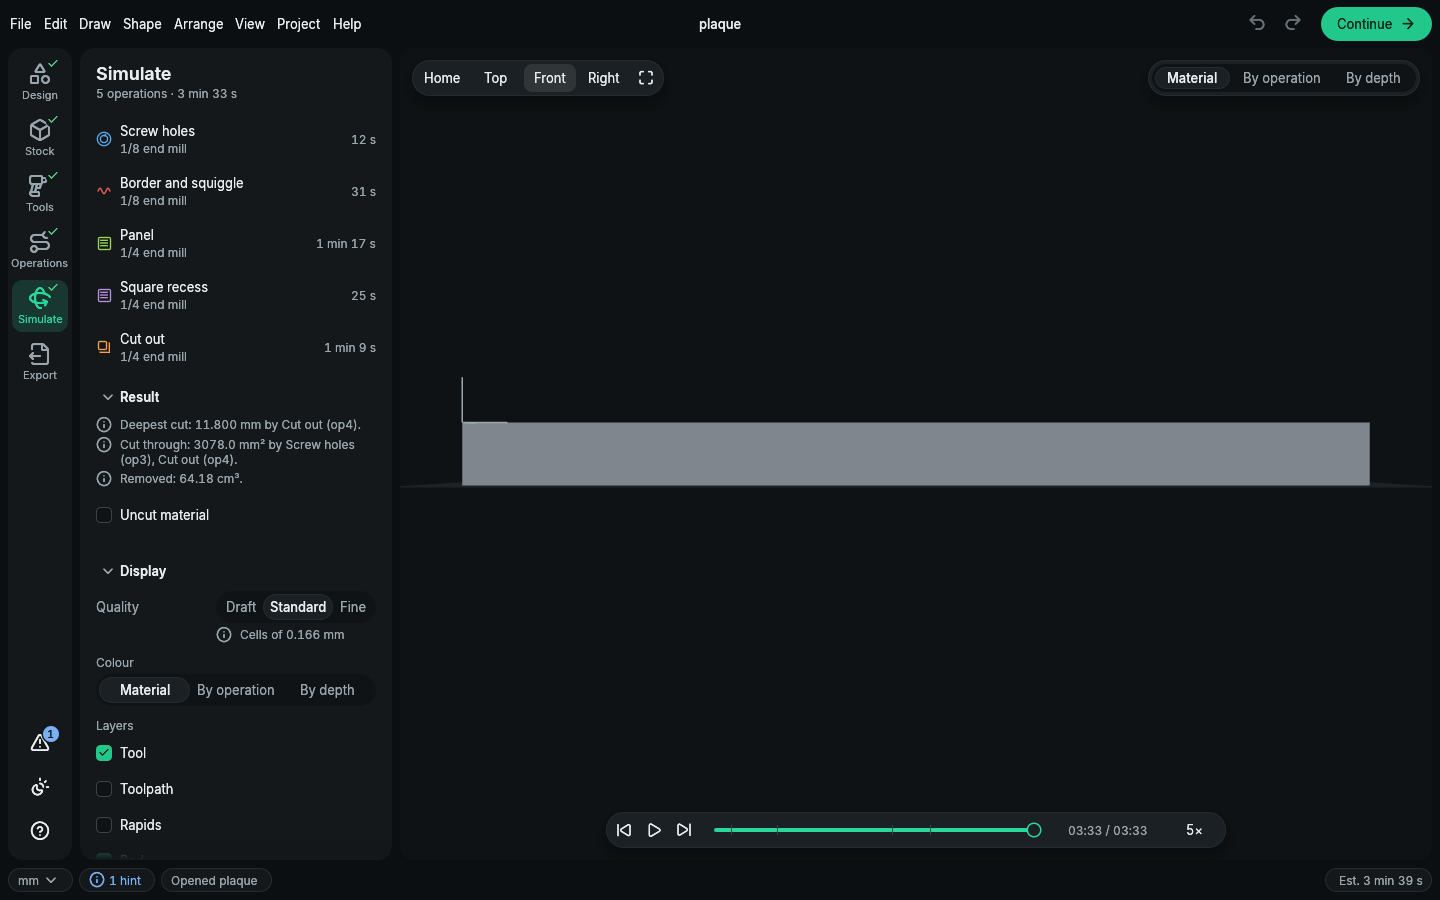 File Edit Draw Shape Arrange View Project Help
plaque
Continue
Design
Stock
Tools
Operations
Simulate
Export
1
Simulate
5 operations · 3 min 33 s
Screw holes
1/8 end mill
12 s
Border and squiggle
1/8 end mill
31 s
Panel
1/4 end mill
1 min 17 s
Square recess
1/4 end mill
25 s
Cut out
1/4 end mill
1 min 9 s
Result
Deepest cut: 11.800 mm by Cut out (op4).
Cut through: 3078.0 mm² by Screw holes
(op3), Cut out (op4).
Removed: 64.18 cm³.
Uncut material
Display
Quality
Draft Standard Fine
Cells of 0.166 mm
Colour
Material By operation By depth
Layers
Tool
Toolpath
Rapids
Home Top Front Right
Material By operation By depth
03:33 / 03:33
5×
mm
1 hint
Opened plaque
Est. 3 min 39 s